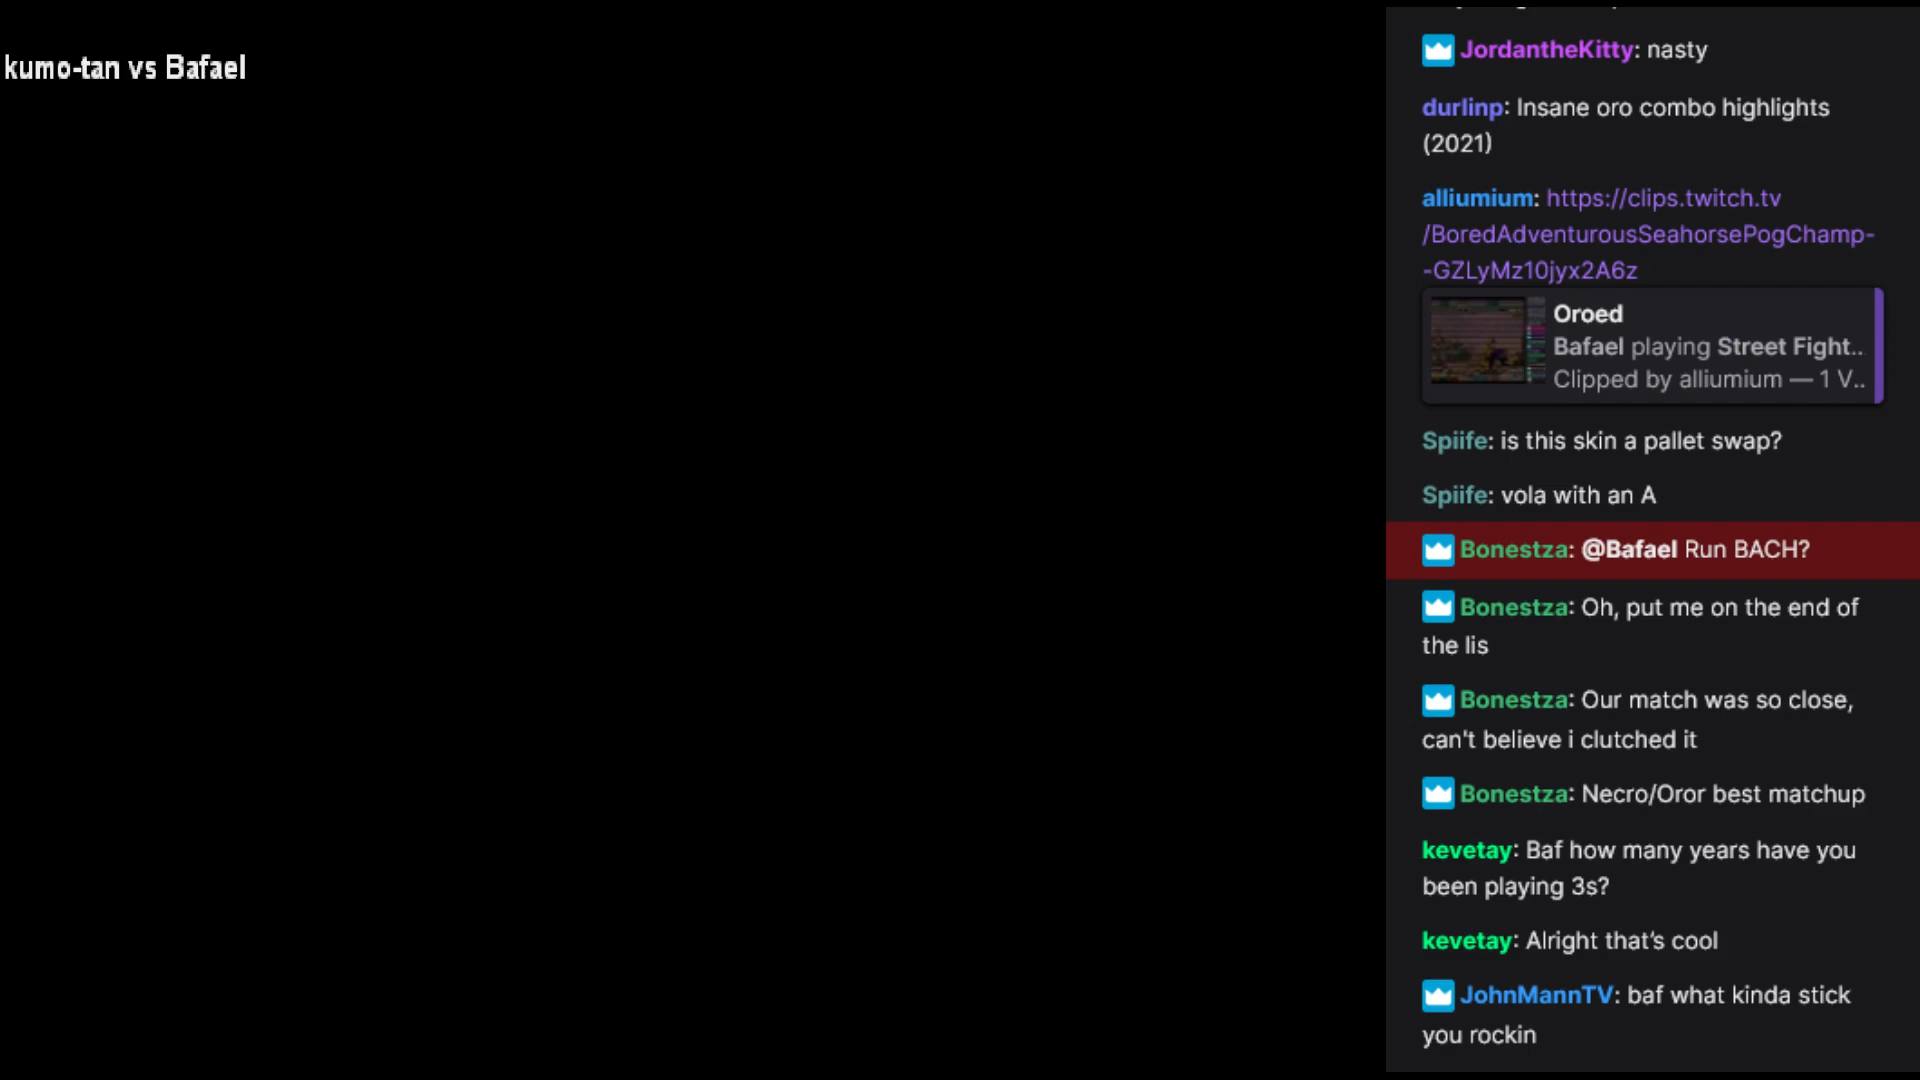 kumo-tan vs Bafael
JordantheKitty: nasty
durlinp: Insane oro combo highlights
(2021)
alliumium: https://clips.twitch.tv
/BoredAdventurousSeahorsePogChamp-
-GZLyMz10jyx2A6z
Oroed
Bafael playing Street Fight..
Clipped by alliumium — 1 V..
Spiife: is this skin a pallet swap?
Spiife: vola with an A
Bonestza: @Bafael Run BACH?
Bonestza: Oh, put me on the end of
the lis
Bonestza: Our match was so close,
can't believe i clutched it
Bonestza: Necro/Oror best matchup
kevetay: Baf how many years have you
been playing 3s?
kevetay: Alright that's cool
JohnMannTV: baf what kinda stick
you rockin